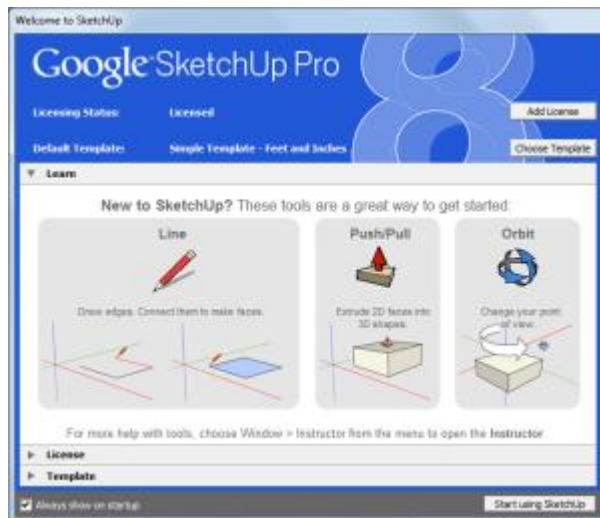 Welcome to SketchUp
Google SketchUp Pro
8
Licensing Status: Licensed Add License
Default Template: Simple Template - Feet and Inches Choose Template
Learn
New to SketchUp? These tools are a great way to get started:
Line Push/Pull Orbit
Draw edges. Connect them to make faces. Extrude 2D faces into Change your point
3D shapes. of view.
For more help with tools, choose Window > Instructor from the menu to open the Instructor.
License
Template
Always show on startup Start using SketchUp